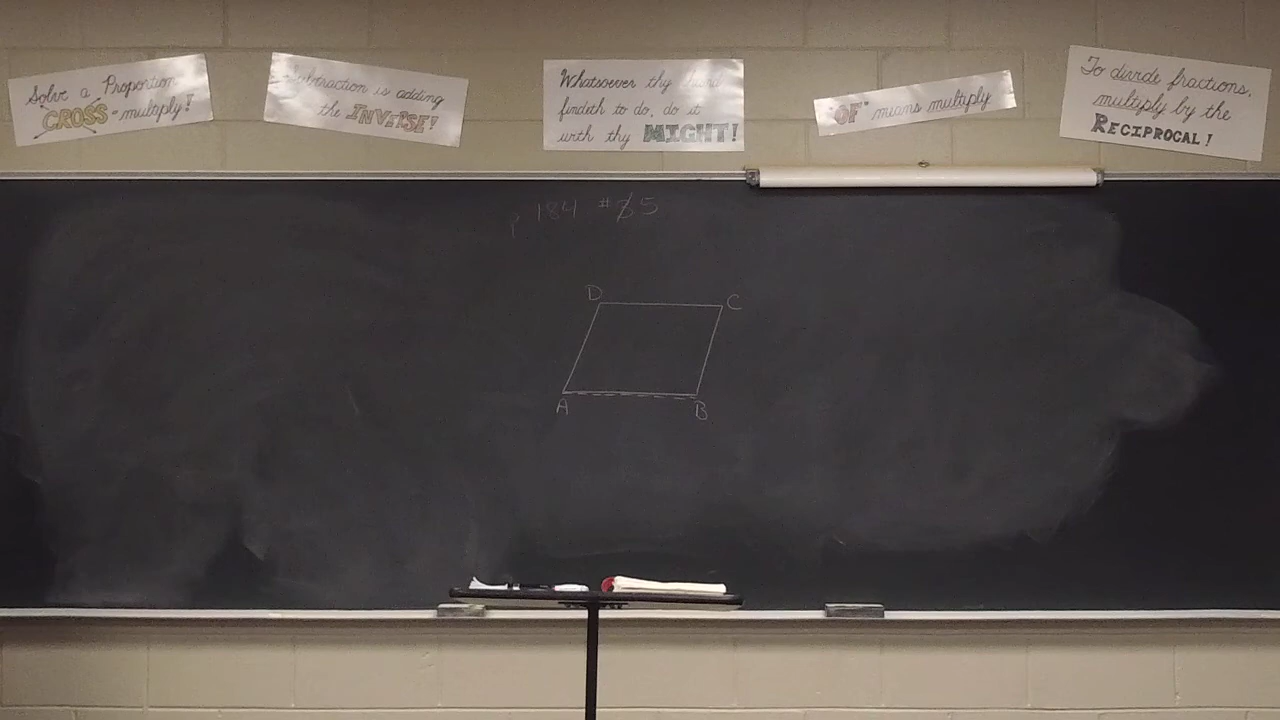 Solve a Proportion
CROSS-multiply!
Subtraction is adding
the INVERSE!
Whatsoever thy hand
findeth to do, do it
with thy MIGHT!
"OF" means multiply
To divide fractions,
multiply by the
RECIPROCAL!
p 184 # 5
D
C
A
B